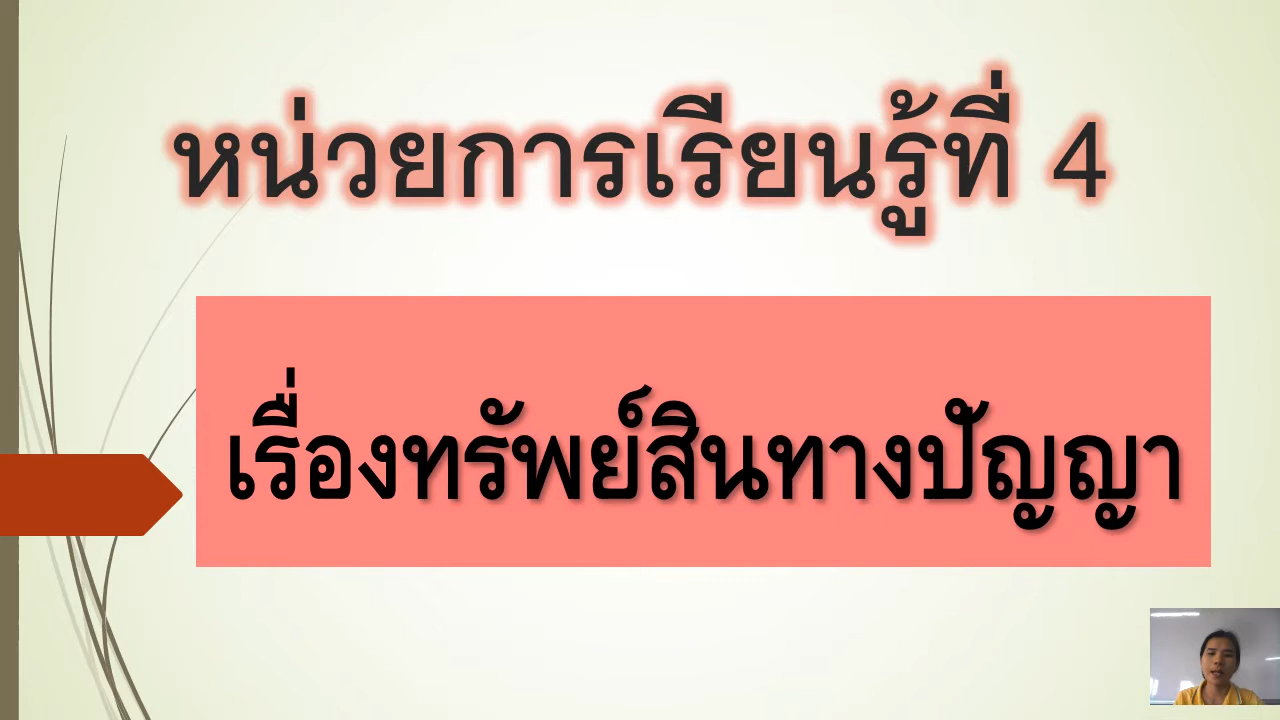 หน่วยการเรียนรู้ที่ 4
เรื่องทรัพย์สินทางปัญญา